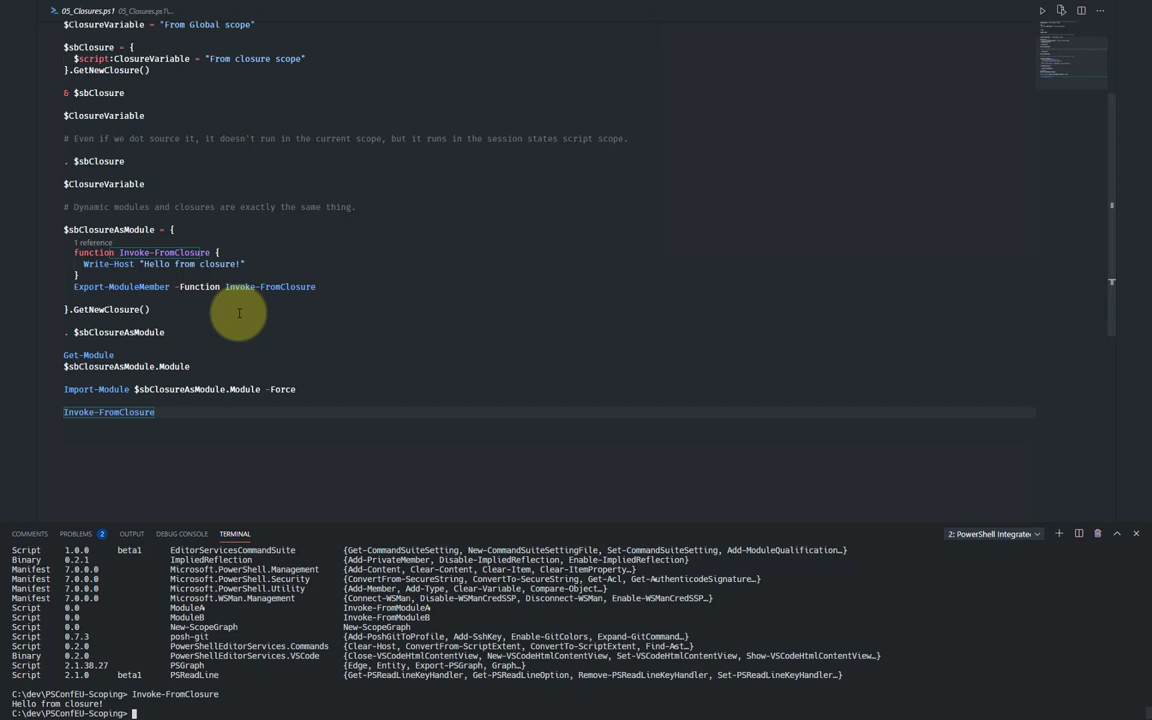 05_Closures.ps1 05_Closures.ps1\...
$ClosureVariable = "From Global scope"
$sbClosure = {
$script:ClosureVariable = "From closure scope"
}.GetNewClosure()
& $sbClosure
$ClosureVariable
# Even if we dot source it, it doesn't run in the current scope, but it runs in the session states script scope.
. $sbClosure
$ClosureVariable
# Dynamic modules and closures are exactly the same thing.
$sbClosureAsModule = {
1 reference
function Invoke-FromClosure {
Write-Host "Hello from closure!"
}
Export-ModuleMember -Function Invoke-FromClosure
}.GetNewClosure()
. $sbClosureAsModule
Get-Module
$sbClosureAsModule.Module
Import-Module $sbClosureAsModule.Module -Force
Invoke-FromClosure
COMMENTS PROBLEMS 2 OUTPUT DEBUG CONSOLE TERMINAL 2: PowerShell Integrated
Script 1.0.0 beta1 EditorServicesCommandSuite {Get-CommandSuiteSetting, New-CommandSuiteSettingFile, Set-CommandSuiteSetting, Add-ModuleQualification…}
Binary 0.2.1 ImpliedReflection {Add-PrivateMember, Disable-ImpliedReflection, Enable-ImpliedReflection}
Manifest 7.0.0.0 Microsoft.PowerShell.Management {Add-Content, Clear-Content, Clear-Item, Clear-ItemProperty…}
Manifest 7.0.0.0 Microsoft.PowerShell.Security {ConvertFrom-SecureString, ConvertTo-SecureString, Get-Acl, Get-AuthenticodeSignature…}
Manifest 7.0.0.0 Microsoft.PowerShell.Utility {Add-Member, Add-Type, Clear-Variable, Compare-Object…}
Manifest 7.0.0.0 Microsoft.WSMan.Management {Connect-WSMan, Disable-WSManCredSSP, Disconnect-WSMan, Enable-WSManCredSSP…}
Script 0.0 ModuleA Invoke-FromModuleA
Script 0.0 ModuleB Invoke-FromModuleB
Script 0.0 New-ScopeGraph New-ScopeGraph
Script 0.7.3 posh-git {Add-PoshGitToProfile, Add-SshKey, Enable-GitColors, Expand-GitCommand…}
Script 0.2.0 PowerShellEditorServices.Commands {Clear-Host, ConvertFrom-ScriptExtent, ConvertTo-ScriptExtent, Find-Ast…}
Binary 0.2.0 PowerShellEditorServices.VSCode {Close-VSCodeHtmlContentView, New-VSCodeHtmlContentView, Set-VSCodeHtmlContentView, Show-VSCodeHtmlContentView…}
Script 2.1.38.27 PSGraph {Edge, Entity, Export-PSGraph, Graph…}
Script 2.1.0 beta1 PSReadLine {Get-PSReadLineKeyHandler, Get-PSReadLineOption, Remove-PSReadLineKeyHandler, Set-PSReadLineKeyHandler…}
C:\dev\PSConfEU-Scoping> Invoke-FromClosure
Hello from closure!
C:\dev\PSConfEU-Scoping>